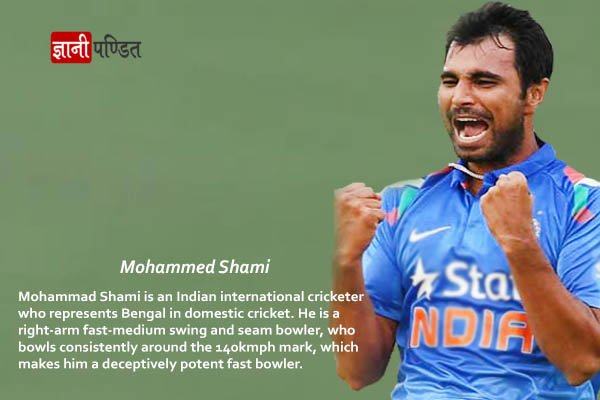 ज्ञानी पण्डित
Mohammed Shami
Mohammad Shami is an Indian international cricketer
who represents Bengal in domestic cricket. He is a
right-arm fast-medium swing and seam bowler, who
bowls consistently around the 140kmph mark, which
makes him a deceptively potent fast bowler.
Star
INDIA